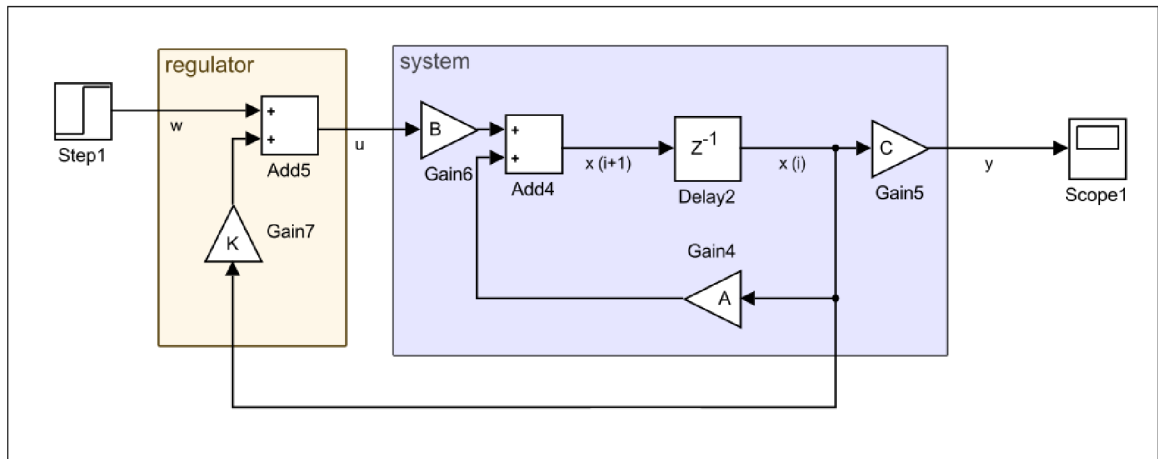 regulator
system
Step1
w
+
+
Add5
u
B
Gain6
+
+
Add4
x (i+1)
Z⁻¹
Delay2
x (i)
C
Gain5
y
Scope1
K
Gain7
Gain4
A